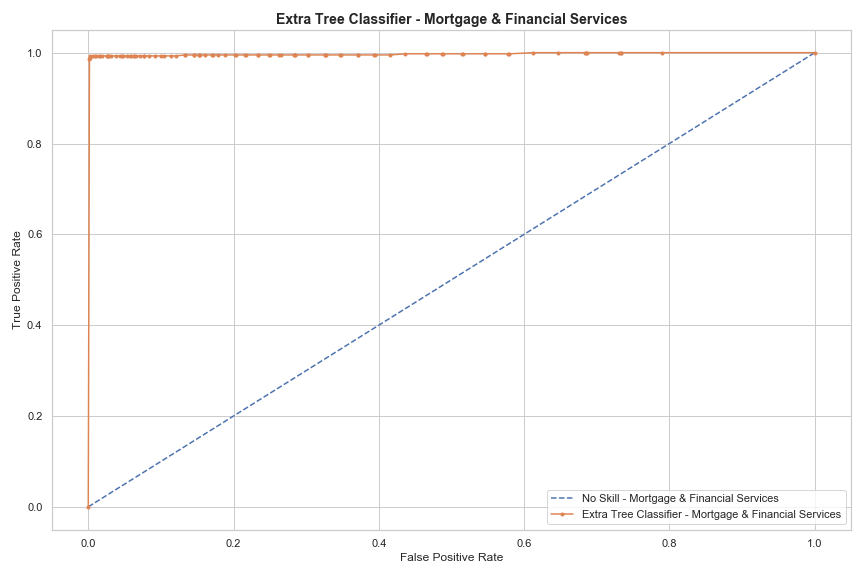 Extra Tree Classifier - Mortgage & Financial Services
True Positive Rate
1.0
0.8
0.6
0.4
0.2
0.0
0.0 0.2 0.4 0.6 0.8 1.0
False Positive Rate
No Skill - Mortgage & Financial Services
Extra Tree Classifier - Mortgage & Financial Services